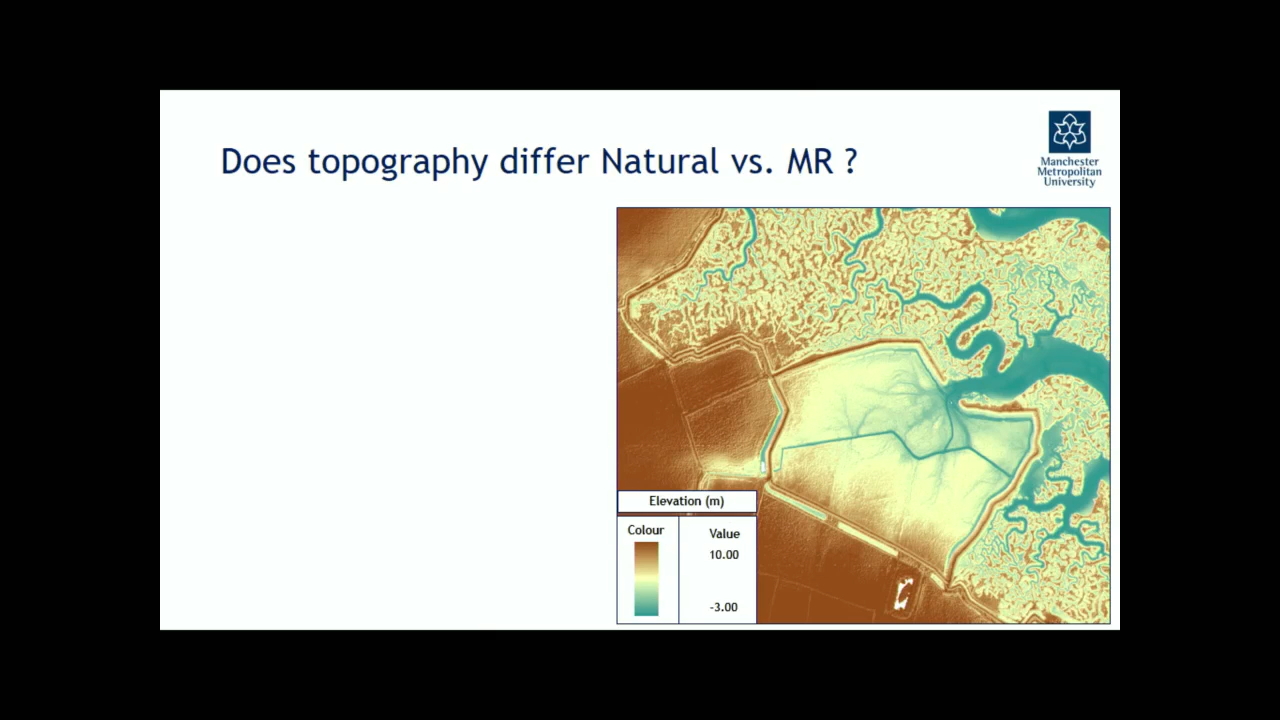 Does topography differ Natural vs. MR ?
Manchester
Metropolitan
University
Elevation (m)
Colour
Value
10.00
-3.00